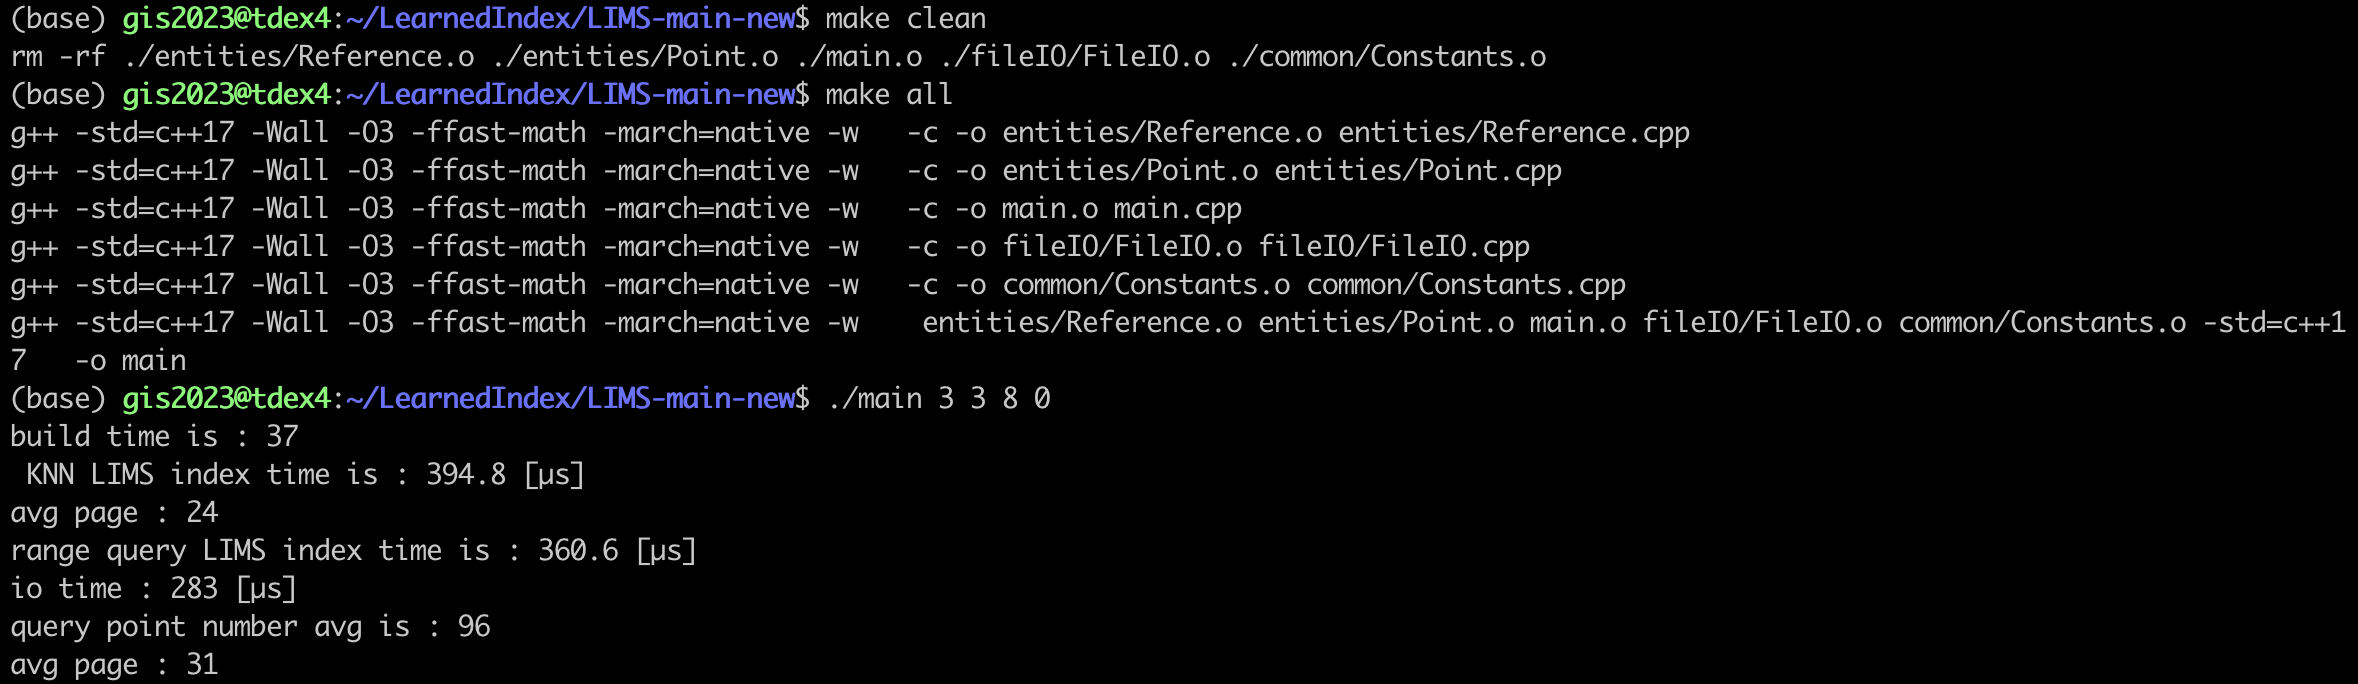 (base) gis2023@tdex4:~/LearnedIndex/LIMS-main-new$ make clean
rm -rf ./entities/Reference.o ./entities/Point.o ./main.o ./fileIO/FileIO.o ./common/Constants.o
(base) gis2023@tdex4:~/LearnedIndex/LIMS-main-new$ make all
g++ -std=c++17 -Wall -O3 -ffast-math -march=native -w   -c -o entities/Reference.o entities/Reference.cpp
g++ -std=c++17 -Wall -O3 -ffast-math -march=native -w   -c -o entities/Point.o entities/Point.cpp
g++ -std=c++17 -Wall -O3 -ffast-math -march=native -w   -c -o main.o main.cpp
g++ -std=c++17 -Wall -O3 -ffast-math -march=native -w   -c -o fileIO/FileIO.o fileIO/FileIO.cpp
g++ -std=c++17 -Wall -O3 -ffast-math -march=native -w   -c -o common/Constants.o common/Constants.cpp
g++ -std=c++17 -Wall -O3 -ffast-math -march=native -w    entities/Reference.o entities/Point.o main.o fileIO/FileIO.o common/Constants.o -std=c++1
7   -o main
(base) gis2023@tdex4:~/LearnedIndex/LIMS-main-new$ ./main 3 3 8 0
build time is : 37
 KNN LIMS index time is : 394.8 [µs]
avg page : 24
range query LIMS index time is : 360.6 [µs]
io time : 283 [µs]
query point number avg is : 96
avg page : 31